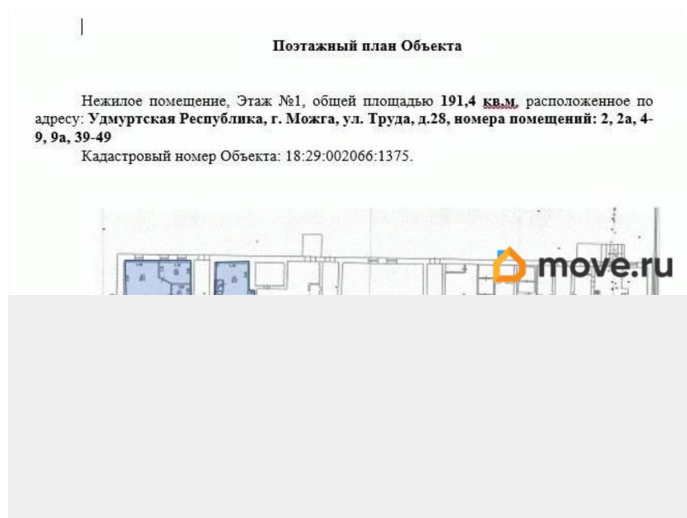 Поэтажный план Объекта
Нежилое помещение, Этаж №1, общей площадью 191,4 кв.м, расположенное по
адресу: Удмуртская Республика, г. Можга, ул. Труда, д.28, номера помещений: 2, 2а, 4-
9, 9а, 39-49
Кадастровый номер Объекта: 18:29:002066:1375.
move.ru